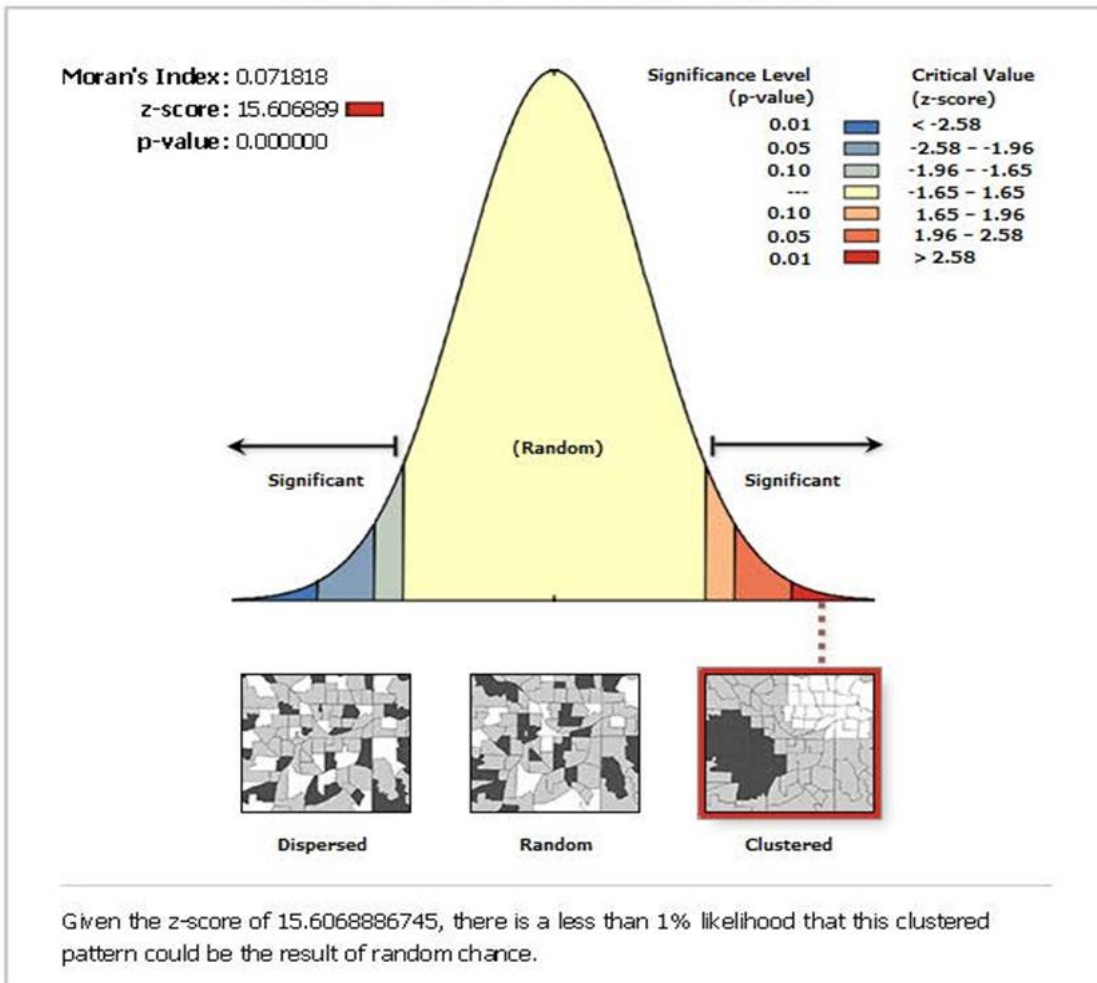 Moran's Index: 0.071818
z-score: 15.606889
p-value: 0.000000
Significance Level Critical Value
(p-value) (z-score)
0.01 < -2.58
0.05 -2.58 – -1.96
0.10 -1.96 – -1.65
--- -1.65 – 1.65
0.10 1.65 – 1.96
0.05 1.96 – 2.58
0.01 > 2.58
(Random)
Significant Significant
Dispersed Random Clustered
Given the z-score of 15.6068886745, there is a less than 1% likelihood that this clustered
pattern could be the result of random chance.